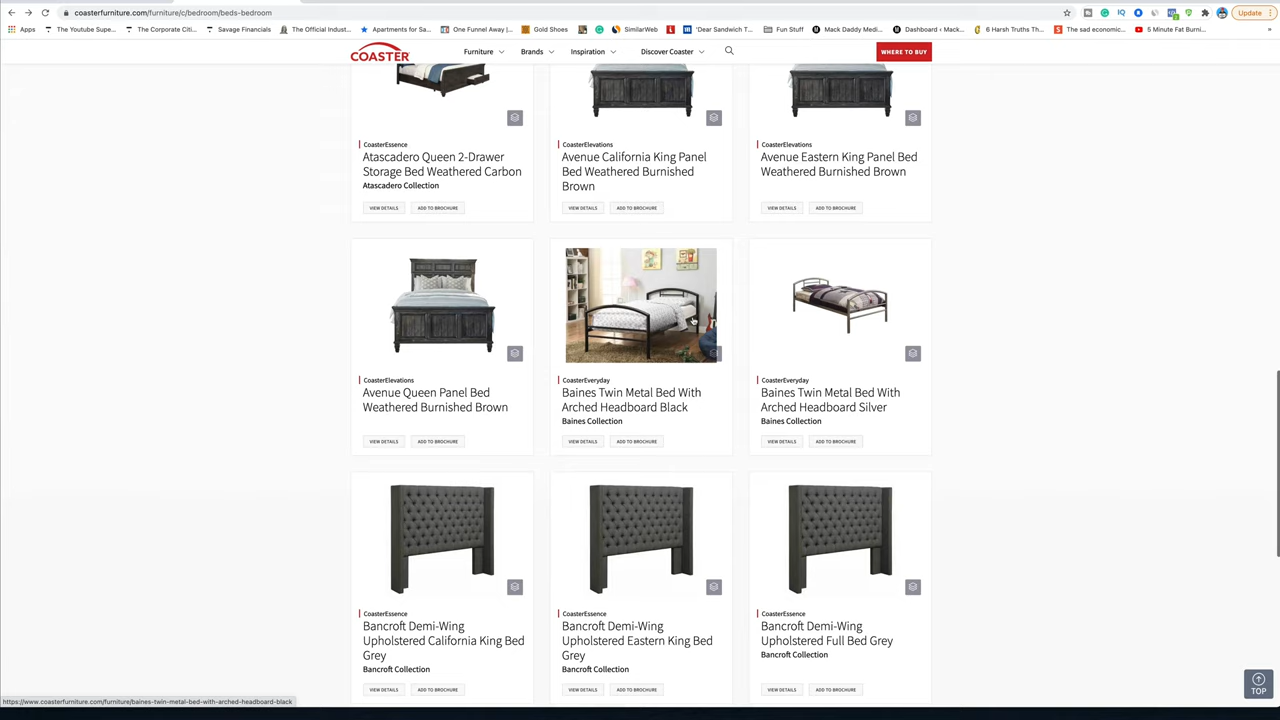 coasterfurniture.com/furniture/c/bedroom/beds-bedroom
Update
Apps
The Youtube Supe...
The Corporate Citi...
Savage Financials
The Official Indust...
Apartments for Sa...
One Funnel Away |...
Gold Shoes
SimilarWeb
'Dear Sandwich T...
Fun Stuff
Mack Daddy Medi...
Dashboard ‹ Mack...
6 Harsh Truths Th...
The sad economic...
5 Minute Fat Burni...
»
COASTER
Furniture
Brands
Inspiration
Discover Coaster
WHERE TO BUY
CoasterEssence
Atascadero Queen 2-Drawer
Storage Bed Weathered Carbon
Atascadero Collection
VIEW DETAILS
ADD TO BROCHURE
CoasterElevations
Avenue California King Panel
Bed Weathered Burnished
Brown
VIEW DETAILS
ADD TO BROCHURE
CoasterElevations
Avenue Eastern King Panel Bed
Weathered Burnished Brown
VIEW DETAILS
ADD TO BROCHURE
CoasterElevations
Avenue Queen Panel Bed
Weathered Burnished Brown
VIEW DETAILS
ADD TO BROCHURE
CoasterEveryday
Baines Twin Metal Bed With
Arched Headboard Black
Baines Collection
VIEW DETAILS
ADD TO BROCHURE
CoasterEveryday
Baines Twin Metal Bed With
Arched Headboard Silver
Baines Collection
VIEW DETAILS
ADD TO BROCHURE
CoasterEssence
Bancroft Demi-Wing
Upholstered California King Bed
Grey
Bancroft Collection
VIEW DETAILS
ADD TO BROCHURE
CoasterEssence
Bancroft Demi-Wing
Upholstered Eastern King Bed
Grey
Bancroft Collection
VIEW DETAILS
ADD TO BROCHURE
CoasterEssence
Bancroft Demi-Wing
Upholstered Full Bed Grey
Bancroft Collection
VIEW DETAILS
ADD TO BROCHURE
TOP
https://www.coasterfurniture.com/furniture/baines-twin-metal-bed-with-arched-headboard-black